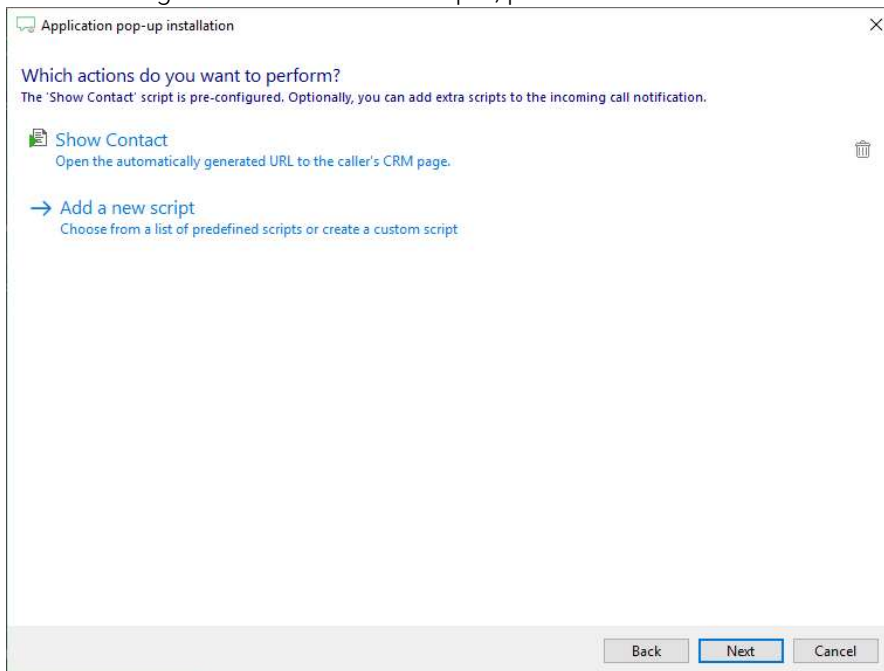 Application pop-up installation
Which actions do you want to perform?
The 'Show Contact' script is pre-configured. Optionally, you can add extra scripts to the incoming call notification.
Show Contact
Open the automatically generated URL to the caller's CRM page.
Add a new script
Choose from a list of predefined scripts or create a custom script
Back Next Cancel